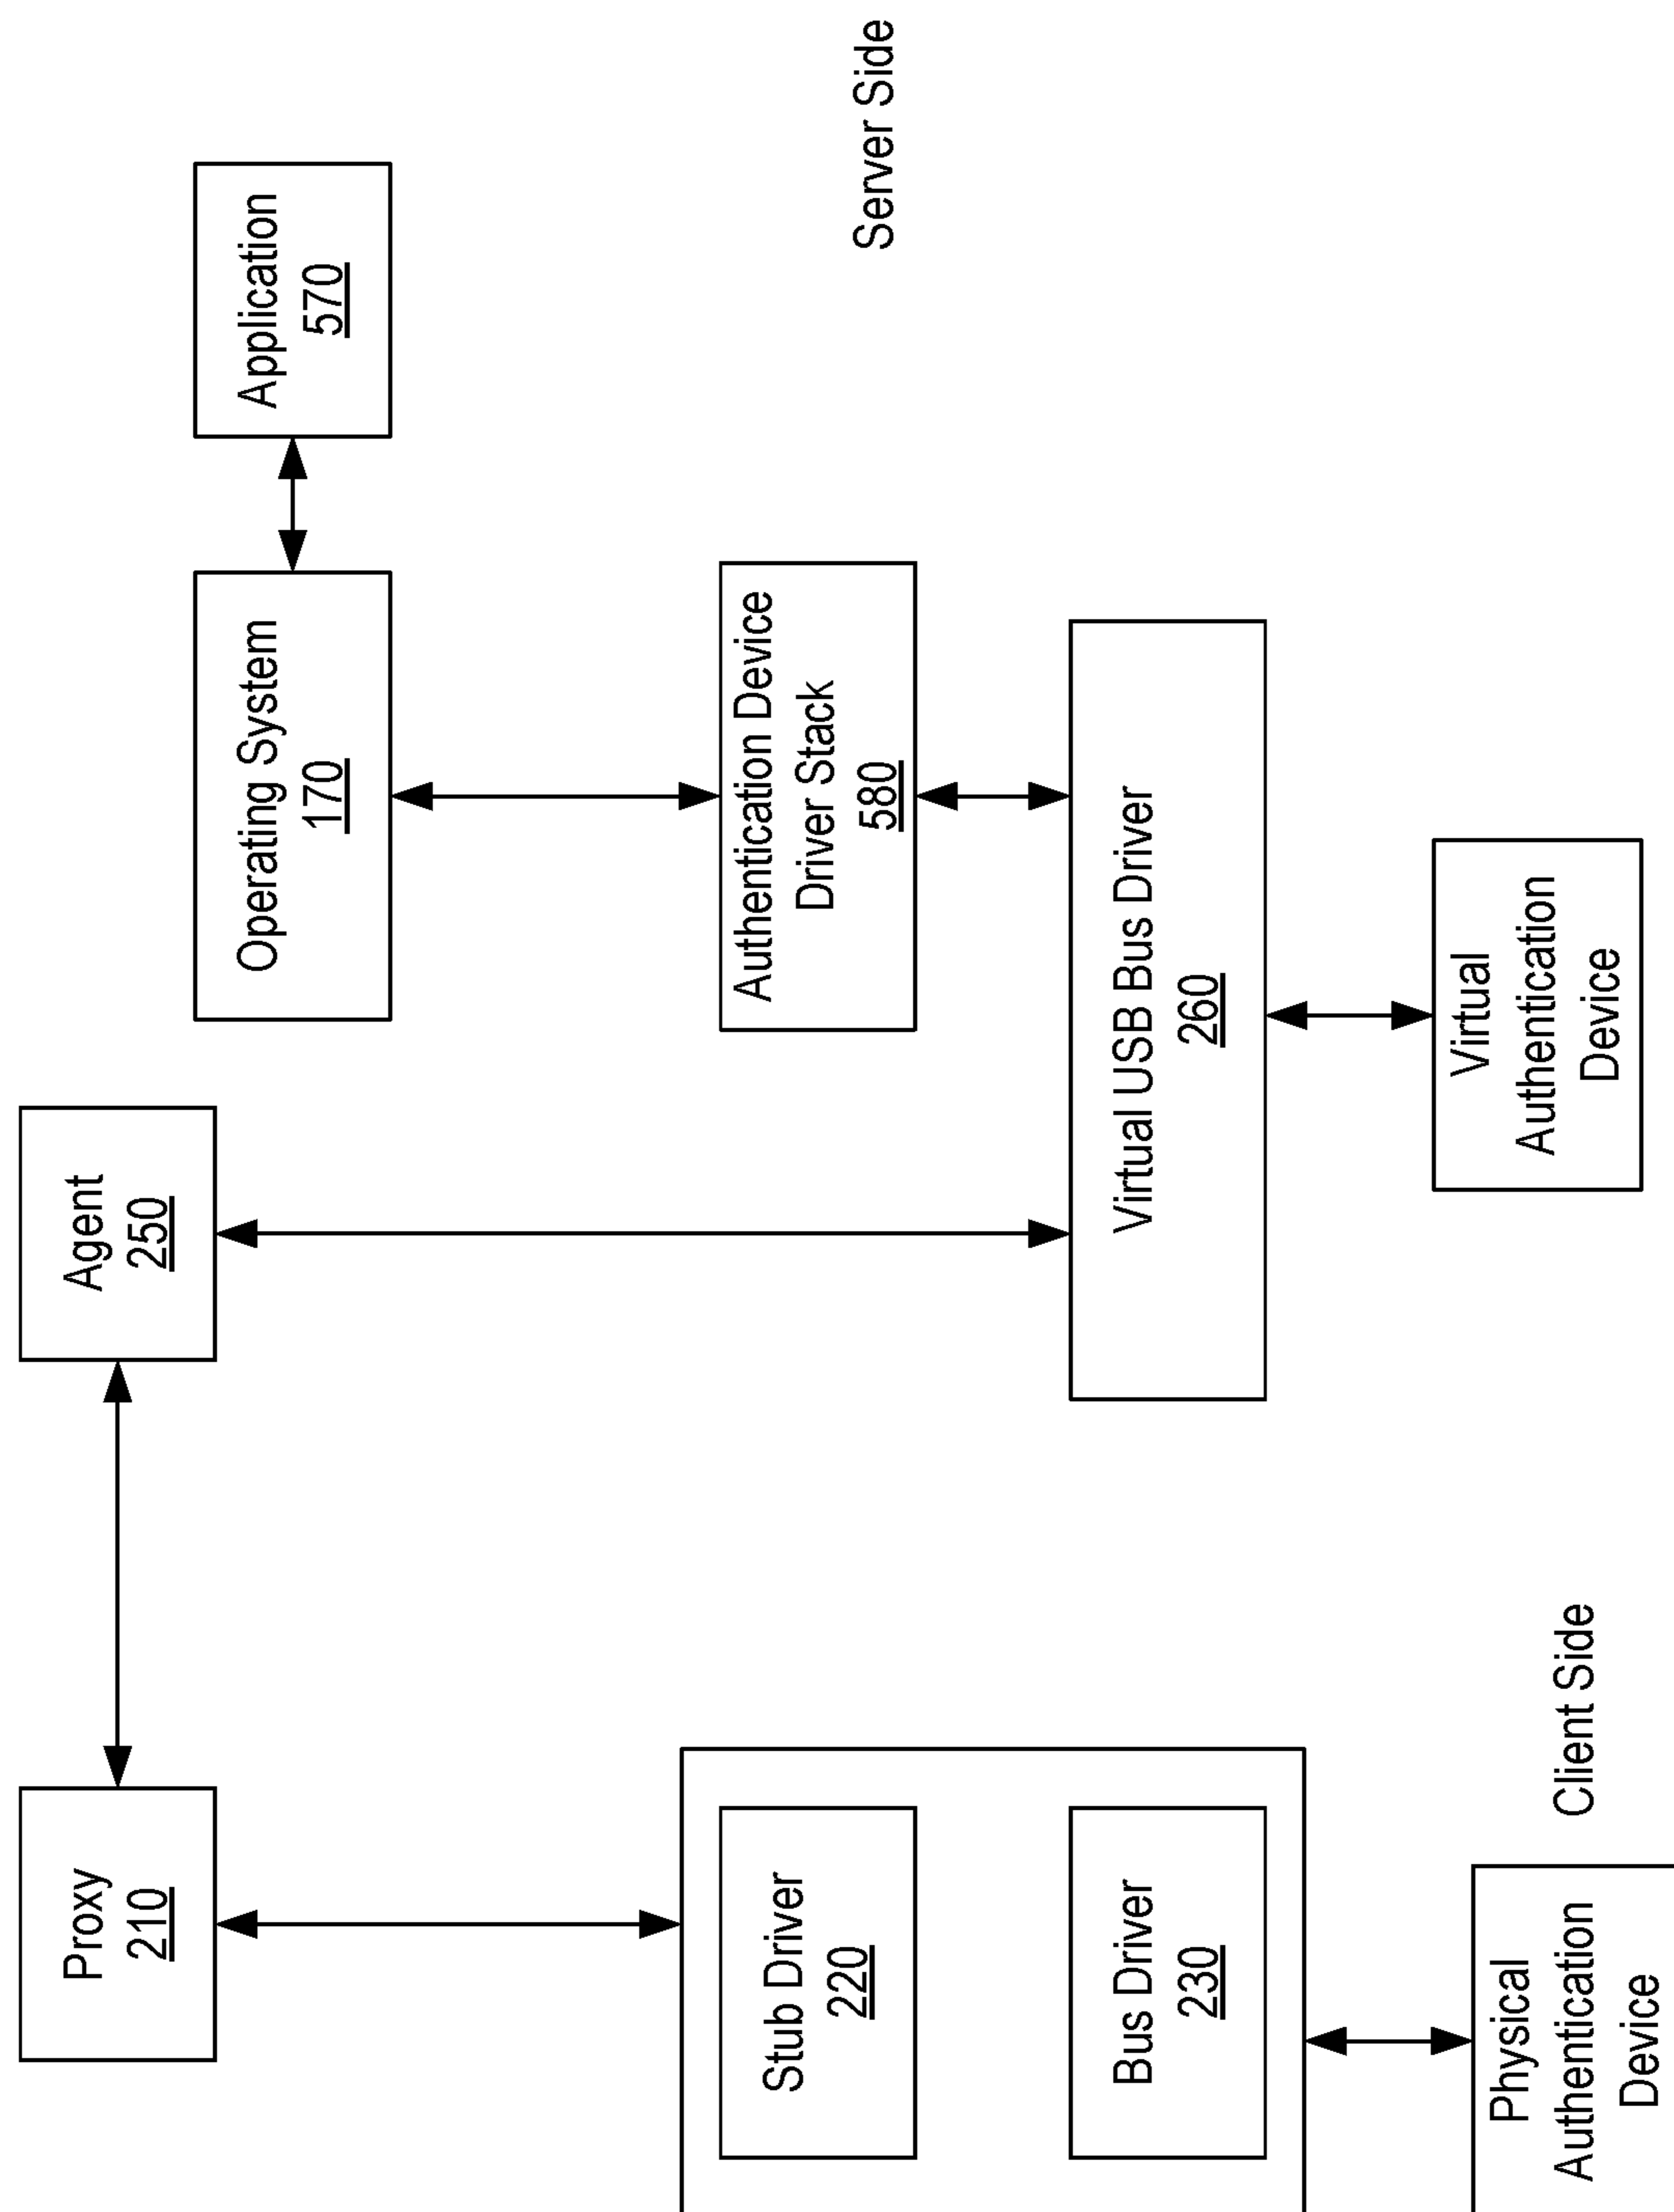 Proxy
210
Agent
250
Operating System
170
Application
570
Stub Driver
220
Authentication Device
Driver Stack
580
Server Side
Bus Driver
230
Virtual USB Bus Driver
260
Physical
Authentication
Device
Client Side
Virtual
Authentication
Device